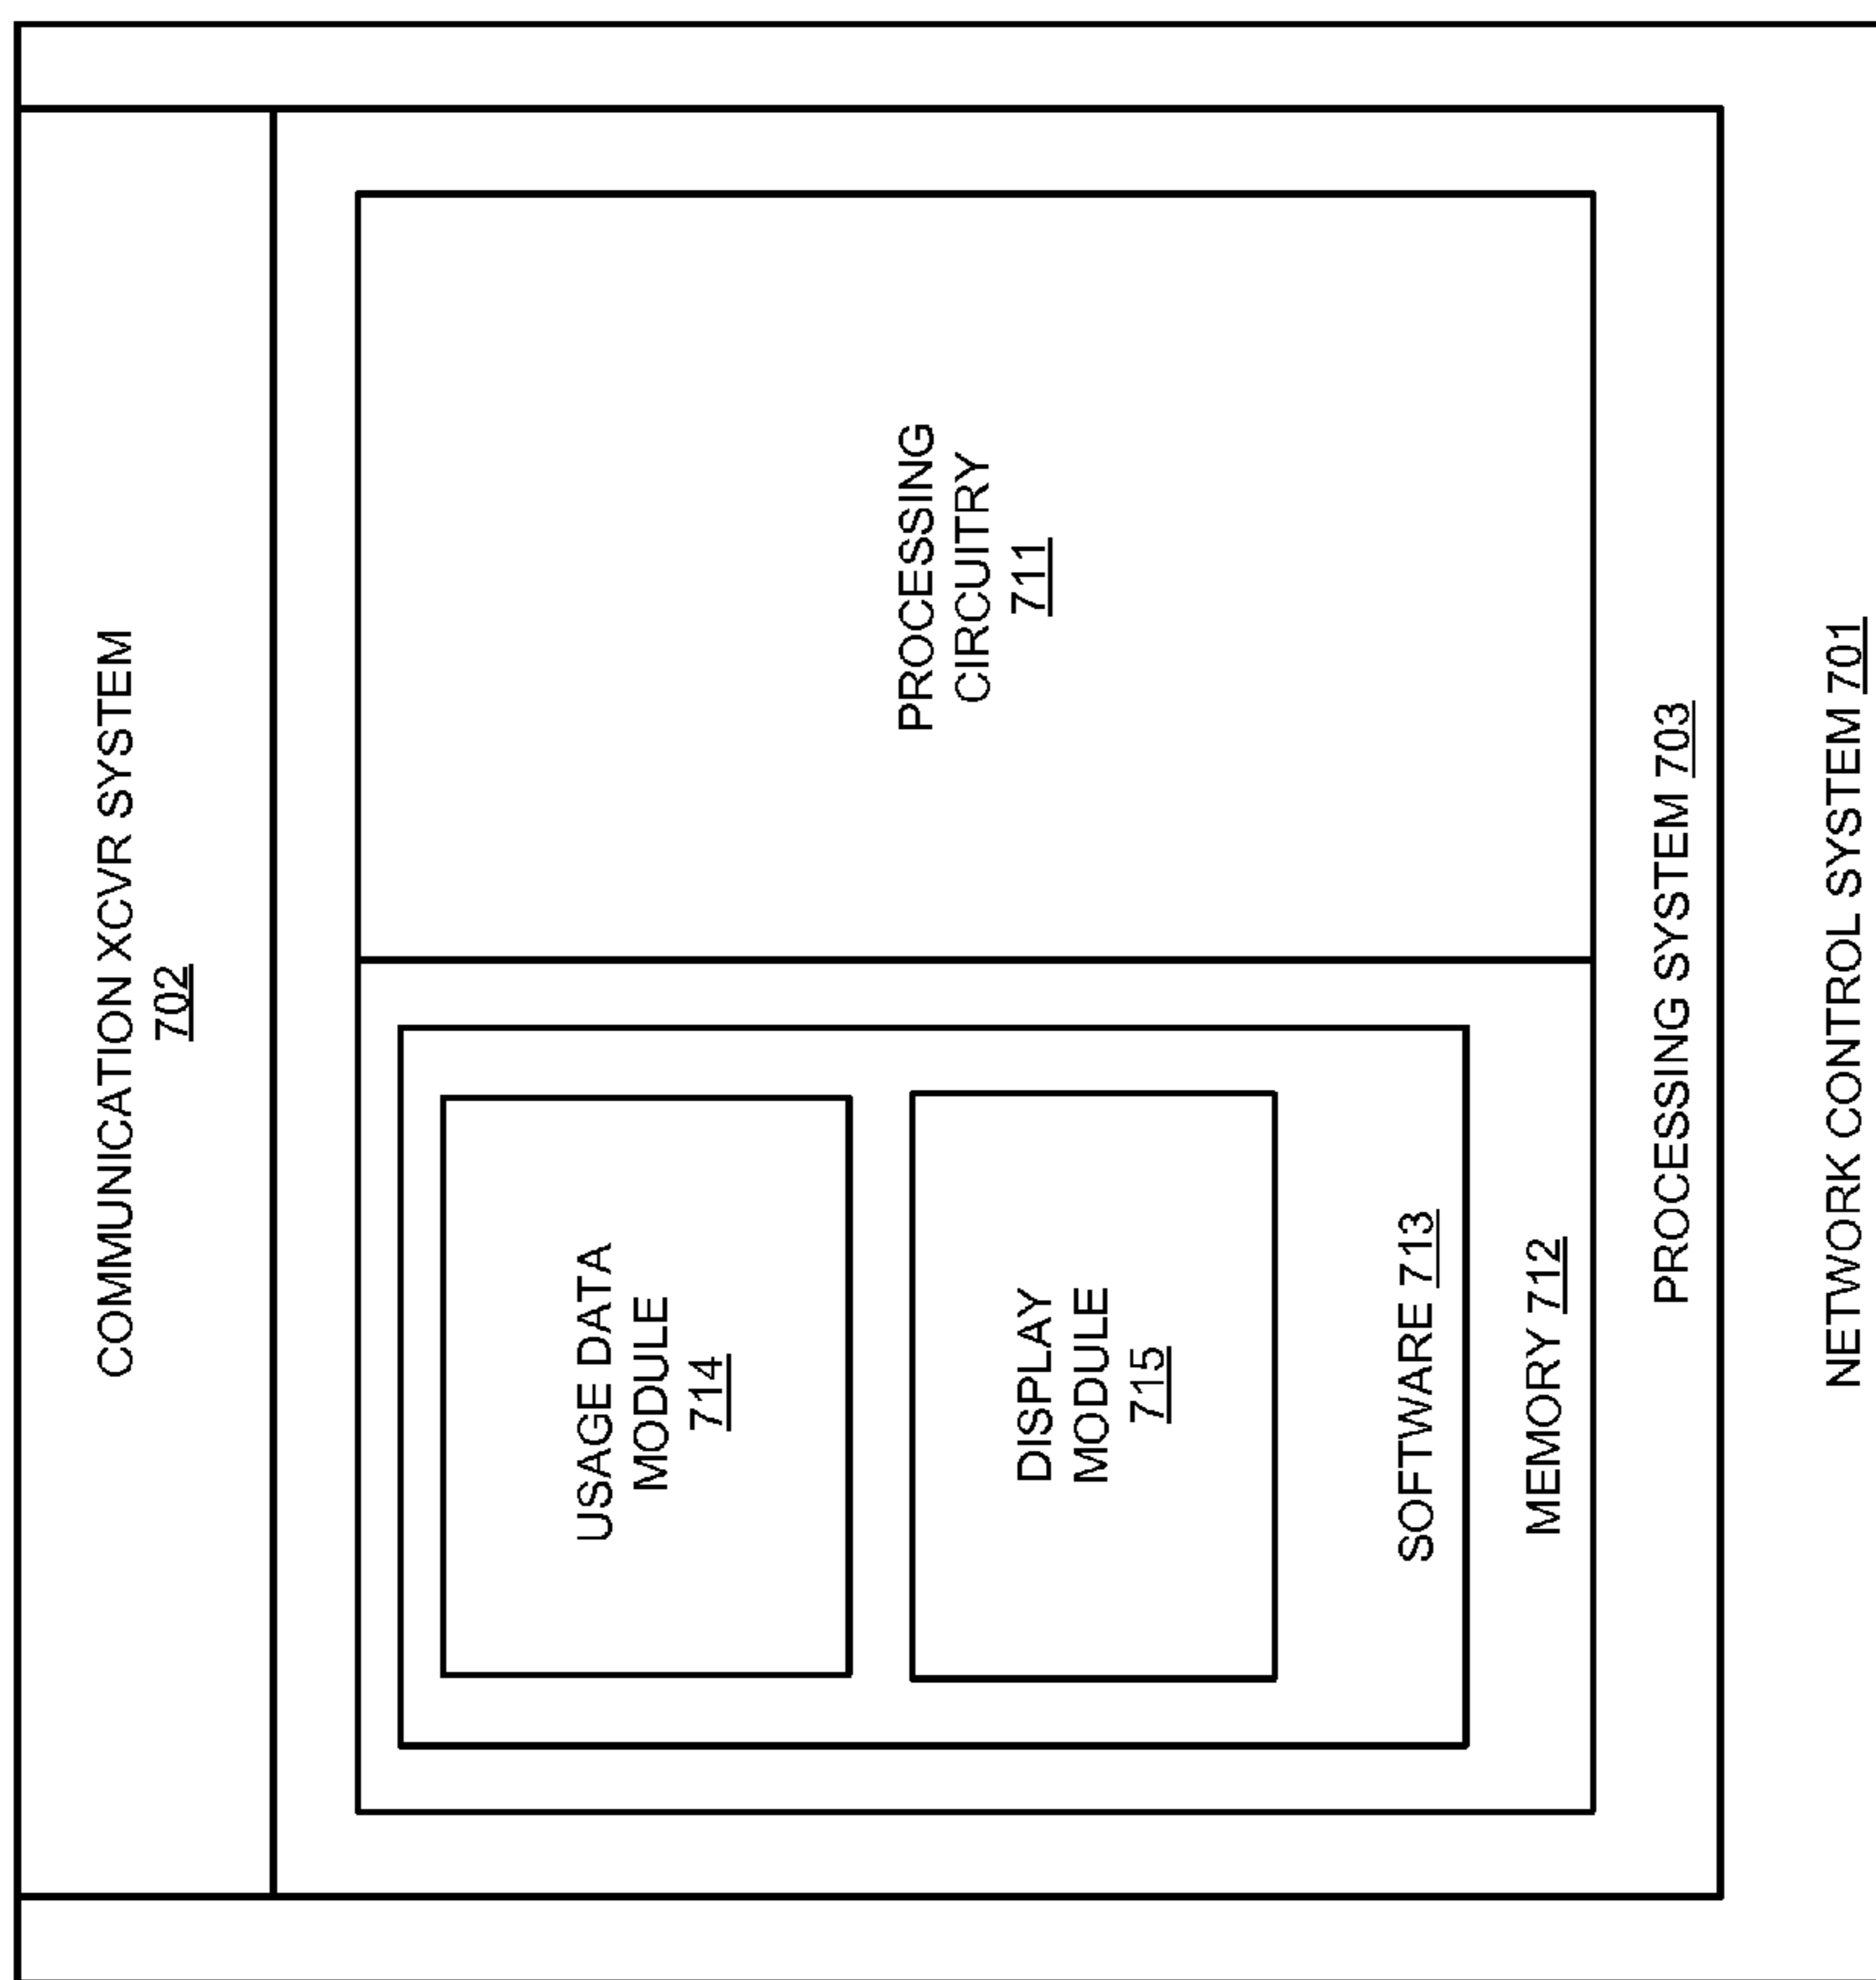 COMMUNICATION XCVR SYSTEM
702
USAGE DATA
MODULE
714
DISPLAY
MODULE
715
SOFTWARE 713
MEMORY 712
PROCESSING
CIRCUITRY
711
PROCESSING SYSTEM 703
NETWORK CONTROL SYSTEM 701